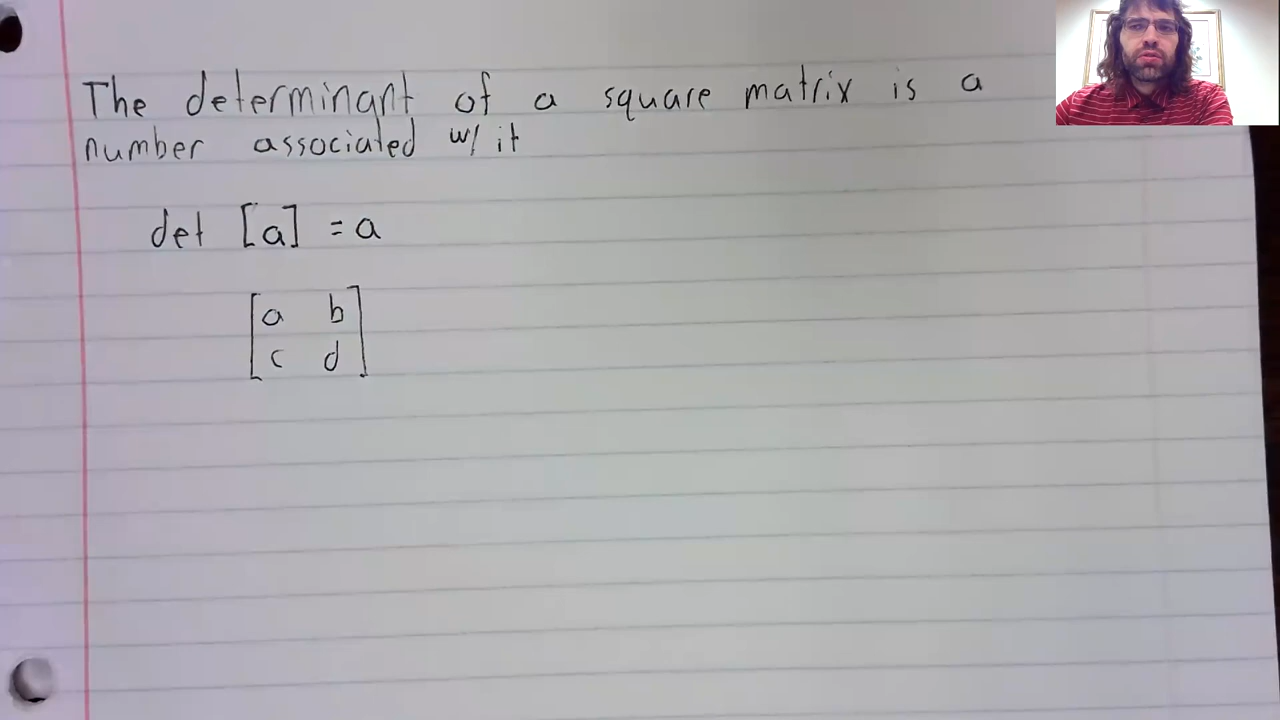 The determinant of a square matrix is a
number associated w/ it
det [a] = a
[a b
c d]